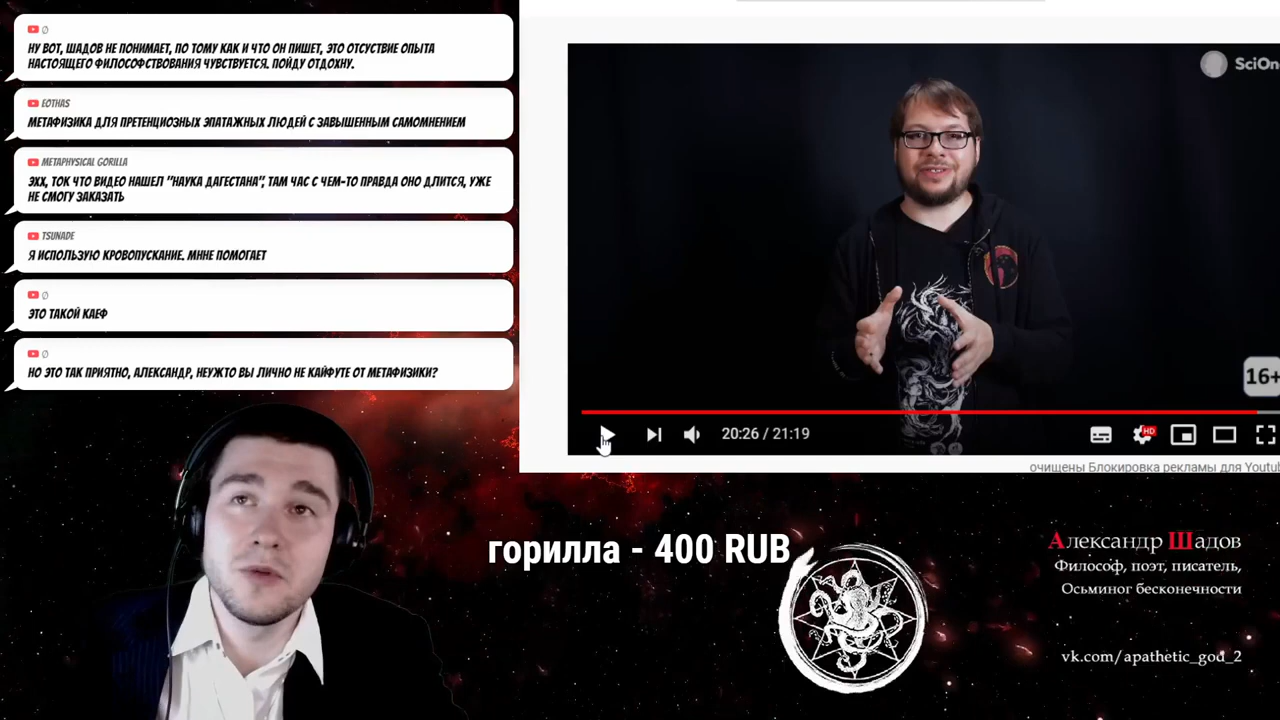 Ø
НУ ВОТ, ШАДОВ НЕ ПОНИМАЕТ, ПО ТОМУ КАК И ЧТО ОН ПИШЕТ, ЭТО ОТСУСТВИЕ ОПЫТА
НАСТОЯЩЕГО ФИЛОСОФСТВОВАНИЯ ЧУВСТВУЕТСЯ. ПОЙДУ ОТДОХНУ.
EOTHAS
МЕТАФИЗИКА ДЛЯ ПРЕТЕНЦИОЗНЫХ ЭПАТАЖНЫХ ЛЮДЕЙ С ЗАВЫШЕННЫМ САМОМНЕНИЕМ
METAPHYSICAL GORILLA
ЭХХ, ТОК ЧТО ВИДЕО НАШЕЛ "НАУКА ДАГЕСТАНА", ТАМ ЧАС С ЧЕМ-ТО ПРАВДА ОНО ДЛИТСЯ, УЖЕ
НЕ СМОГУ ЗАКАЗАТЬ
TSUNADE
Я ИСПОЛЬЗУЮ КРОВОПУСКАНИЕ. МННЕ ПОМОГАЕТ
Ø
ЭТО ТАКОЙ КАЕФ
Ø
НО ЭТО ТАК ПРИЯТНО, АЛЕКСАНДР, НЕУЖТО ВЫ ЛИЧНО НЕ КАЙФУТЕ ОТ МЕТАФИЗИКИ?
SciOn
16+
20:26 / 21:19
HD
очищены Блокировка рекламы для Youtub
горилла - 400 RUB
Александр Шадов
Философ, поэт, писатель,
Осьминог бесконечности
vk.com/apathetic_god_2